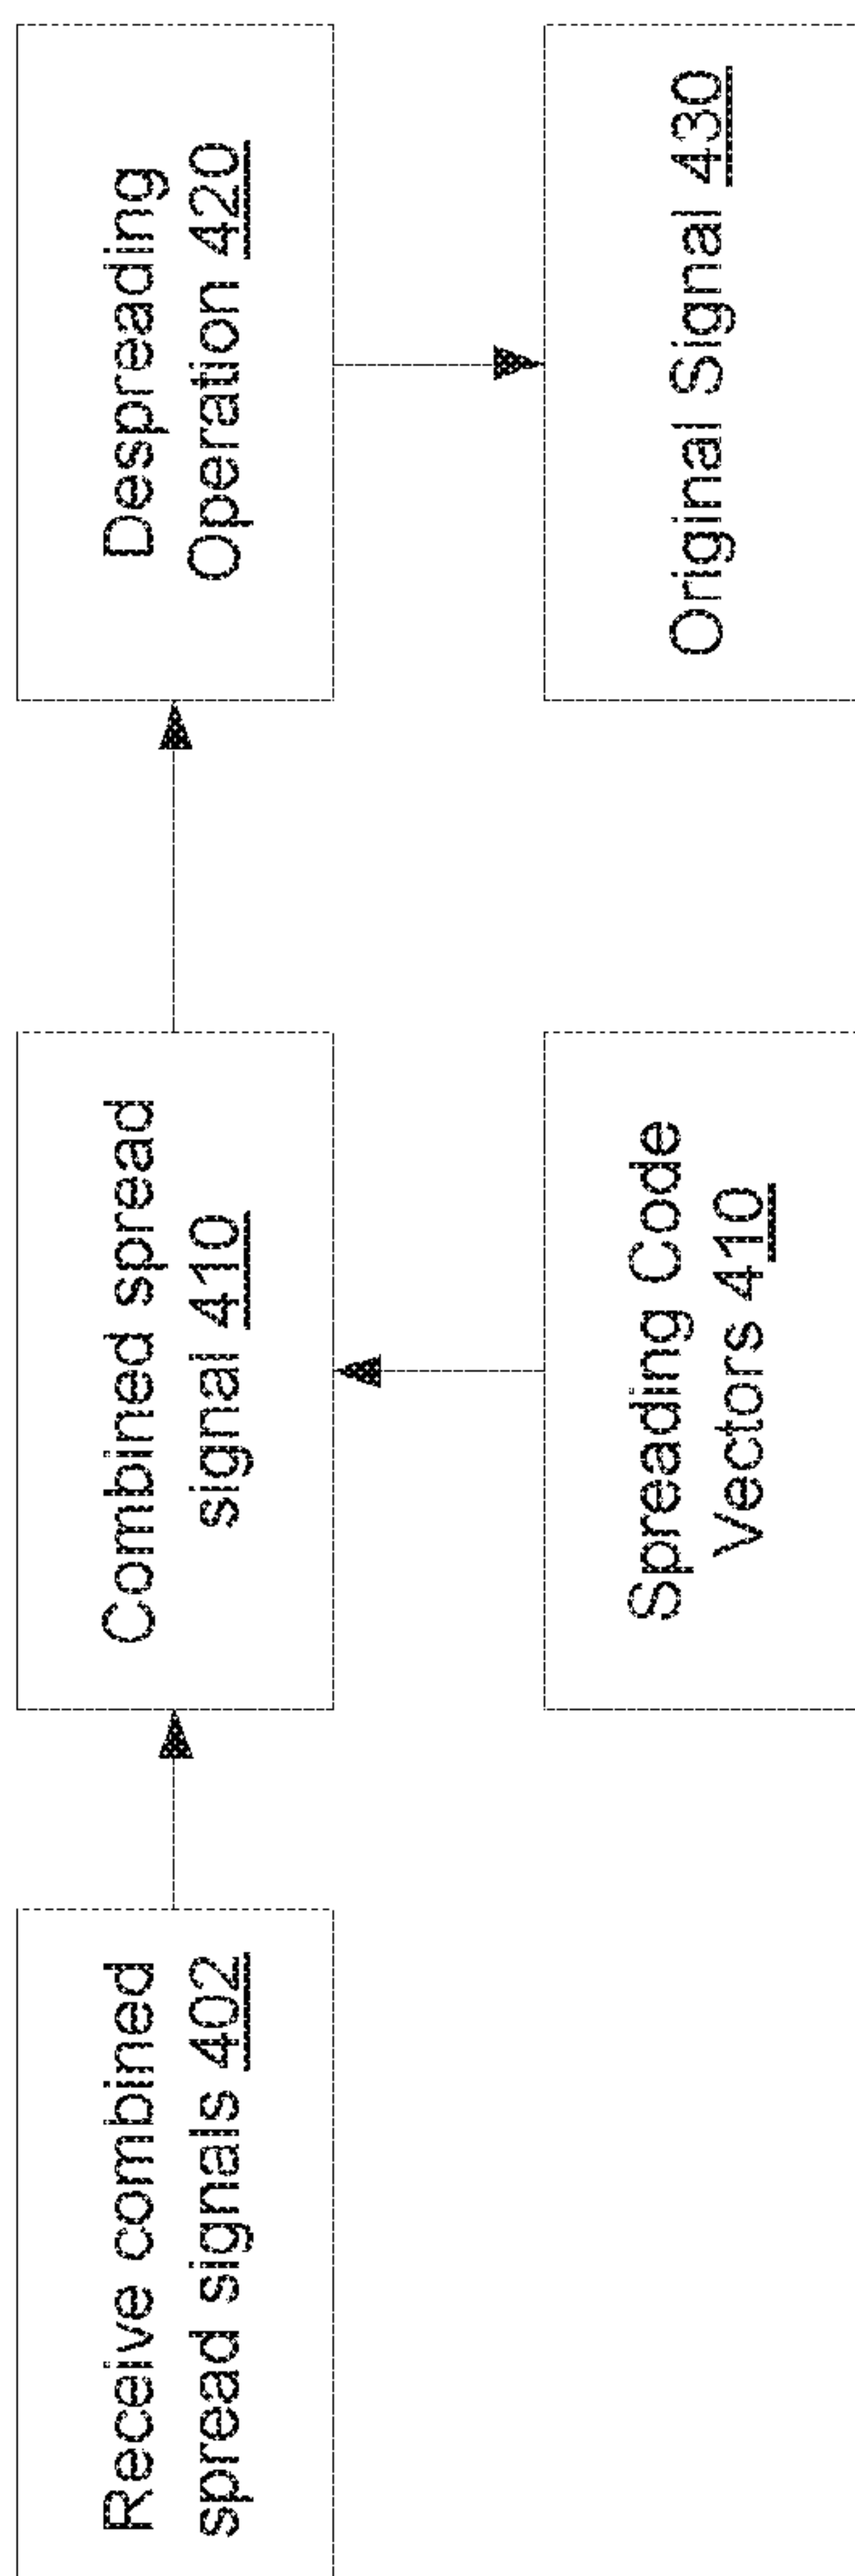 Receive combined
spread signals 402
Combined spread
signal 410
Despreading
Operation 420
Spreading Code
Vectors 410
Original Signal 430